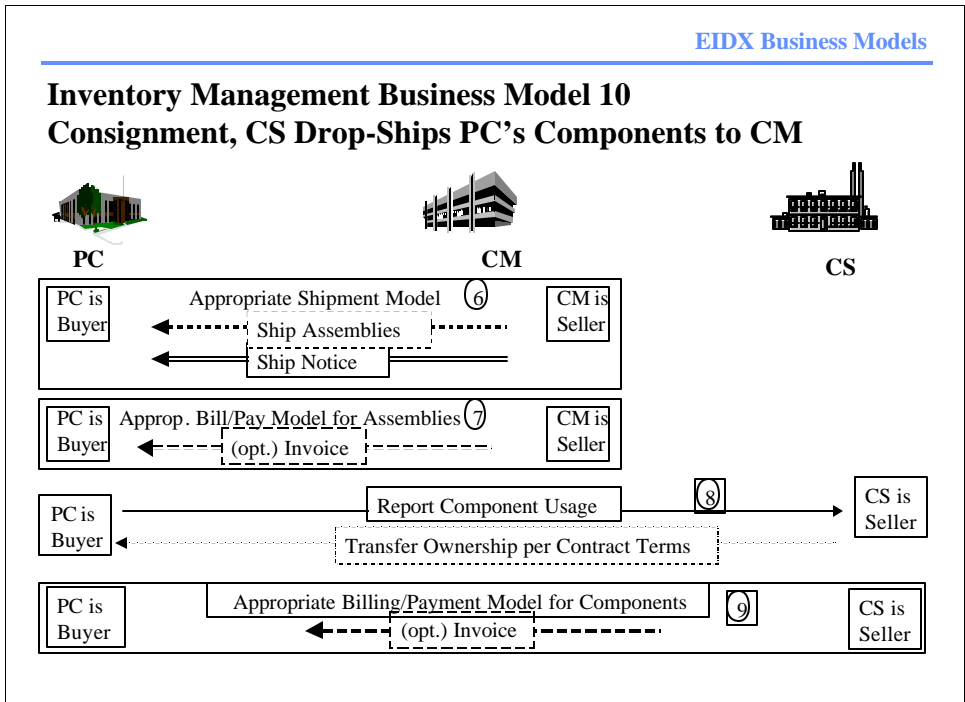 EIDX Business Models
Inventory Management Business Model 10
Consignment, CS Drop-Ships PC's Components to CM
PC
CM
CS
PC is
Buyer
Appropriate Shipment Model
6
CM is
Seller
Ship Assemblies
Ship Notice
PC is
Buyer
Approp. Bill/Pay Model for Assemblies
7
CM is
Seller
(opt.) Invoice
PC is
Buyer
Report Component Usage
8
CS is
Seller
Transfer Ownership per Contract Terms
PC is
Buyer
Appropriate Billing/Payment Model for Components
9
CS is
Seller
(opt.) Invoice